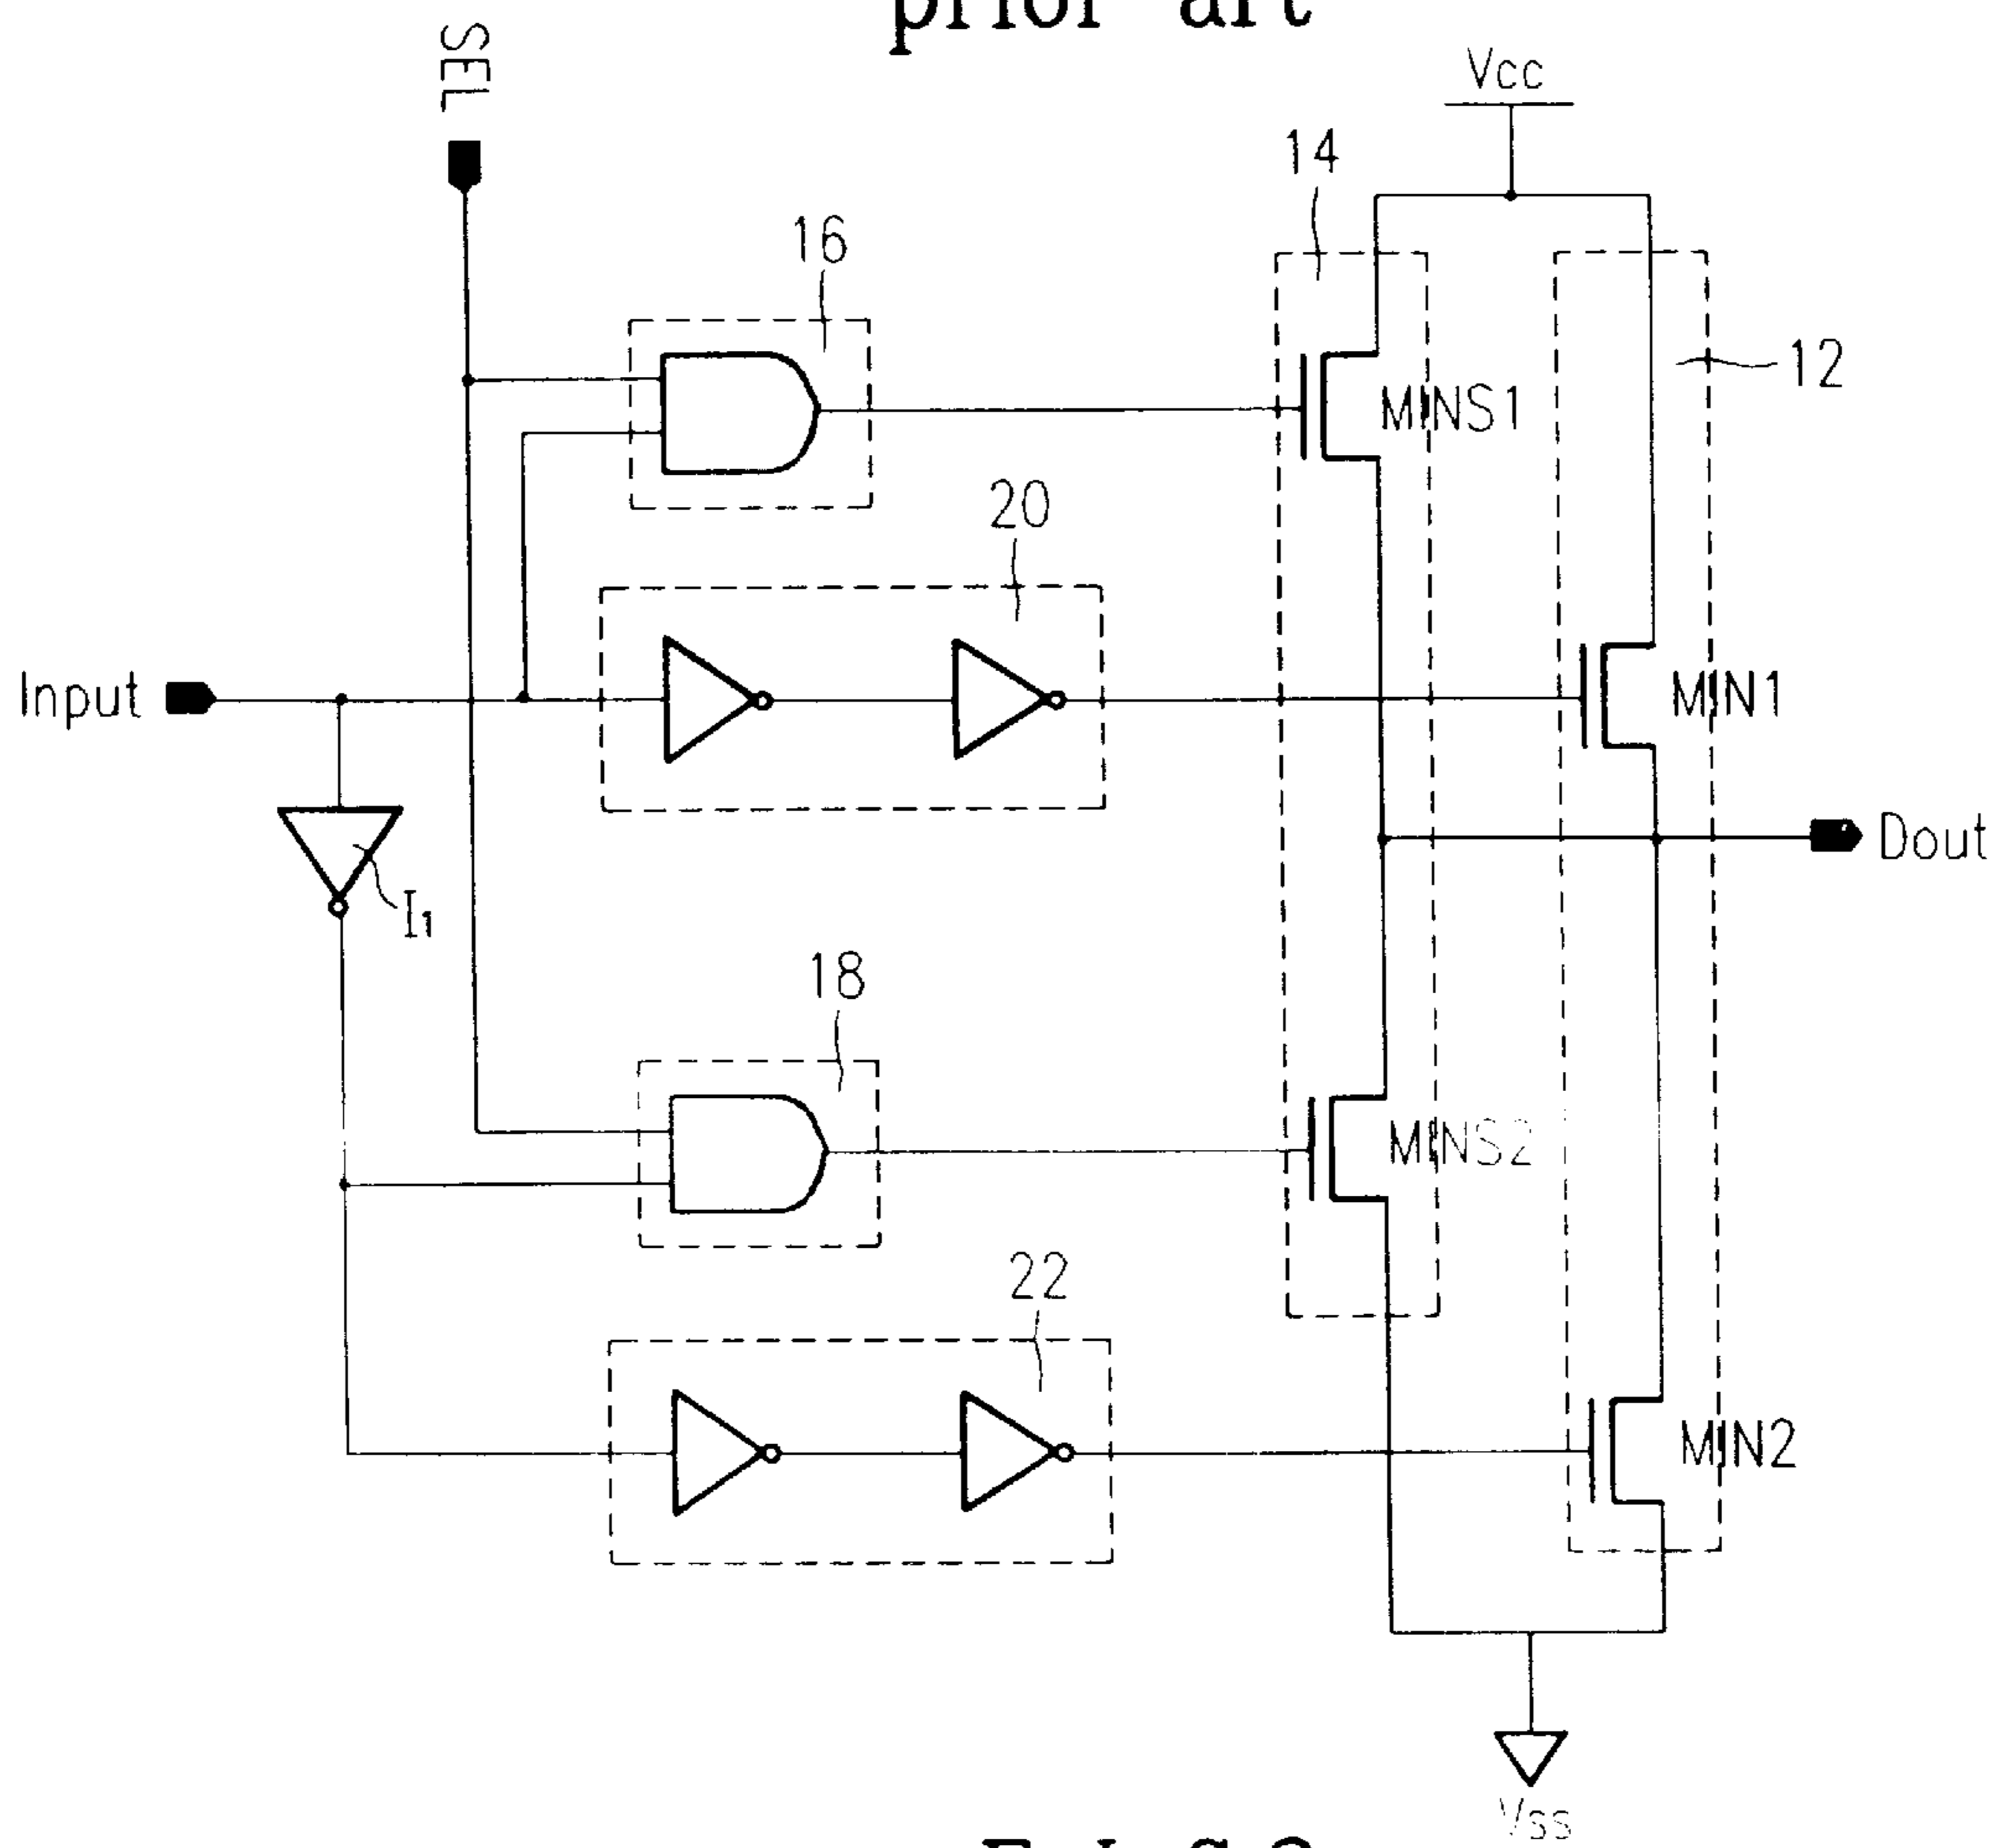 prior art
SEL
Vcc
14
16
12
MINS1
20
Input
MIN1
Dout
I1
18
MINS2
22
MIN2
Vss